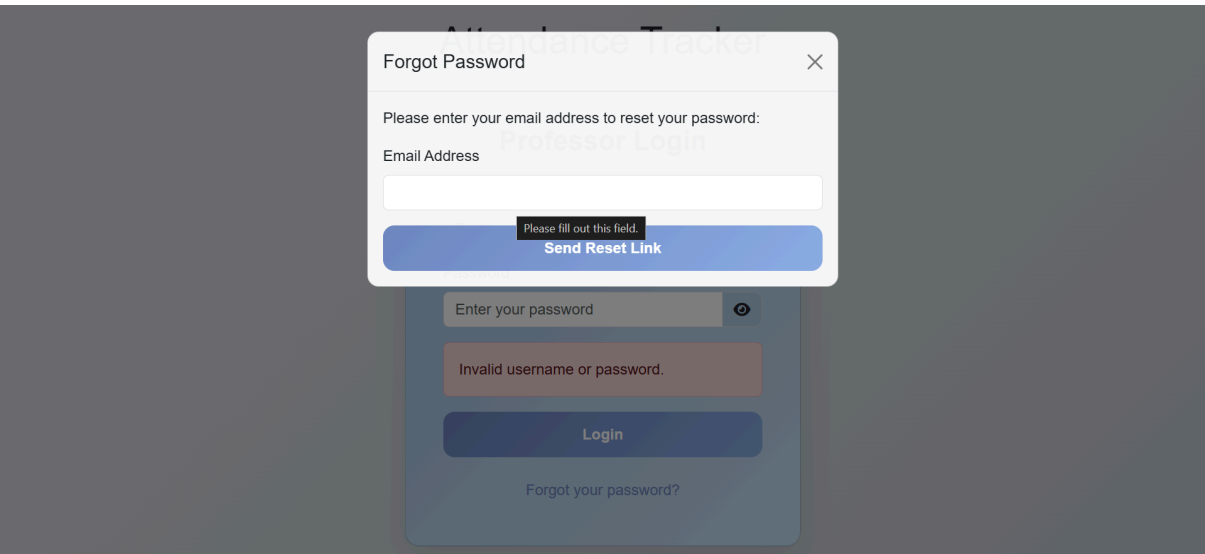 Attendance Tracker
Forgot Password
Please enter your email address to reset your password:
Professor Login
Email Address
Please fill out this field.
Send Reset Link
Password
Enter your password
Invalid username or password.
Login
Forgot your password?